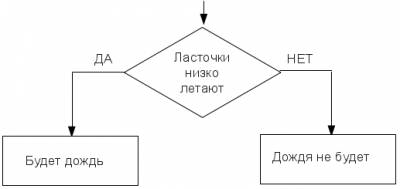 ДА
Ласточки
низко
летают
НЕТ
Будет дождь
Дождя не будет